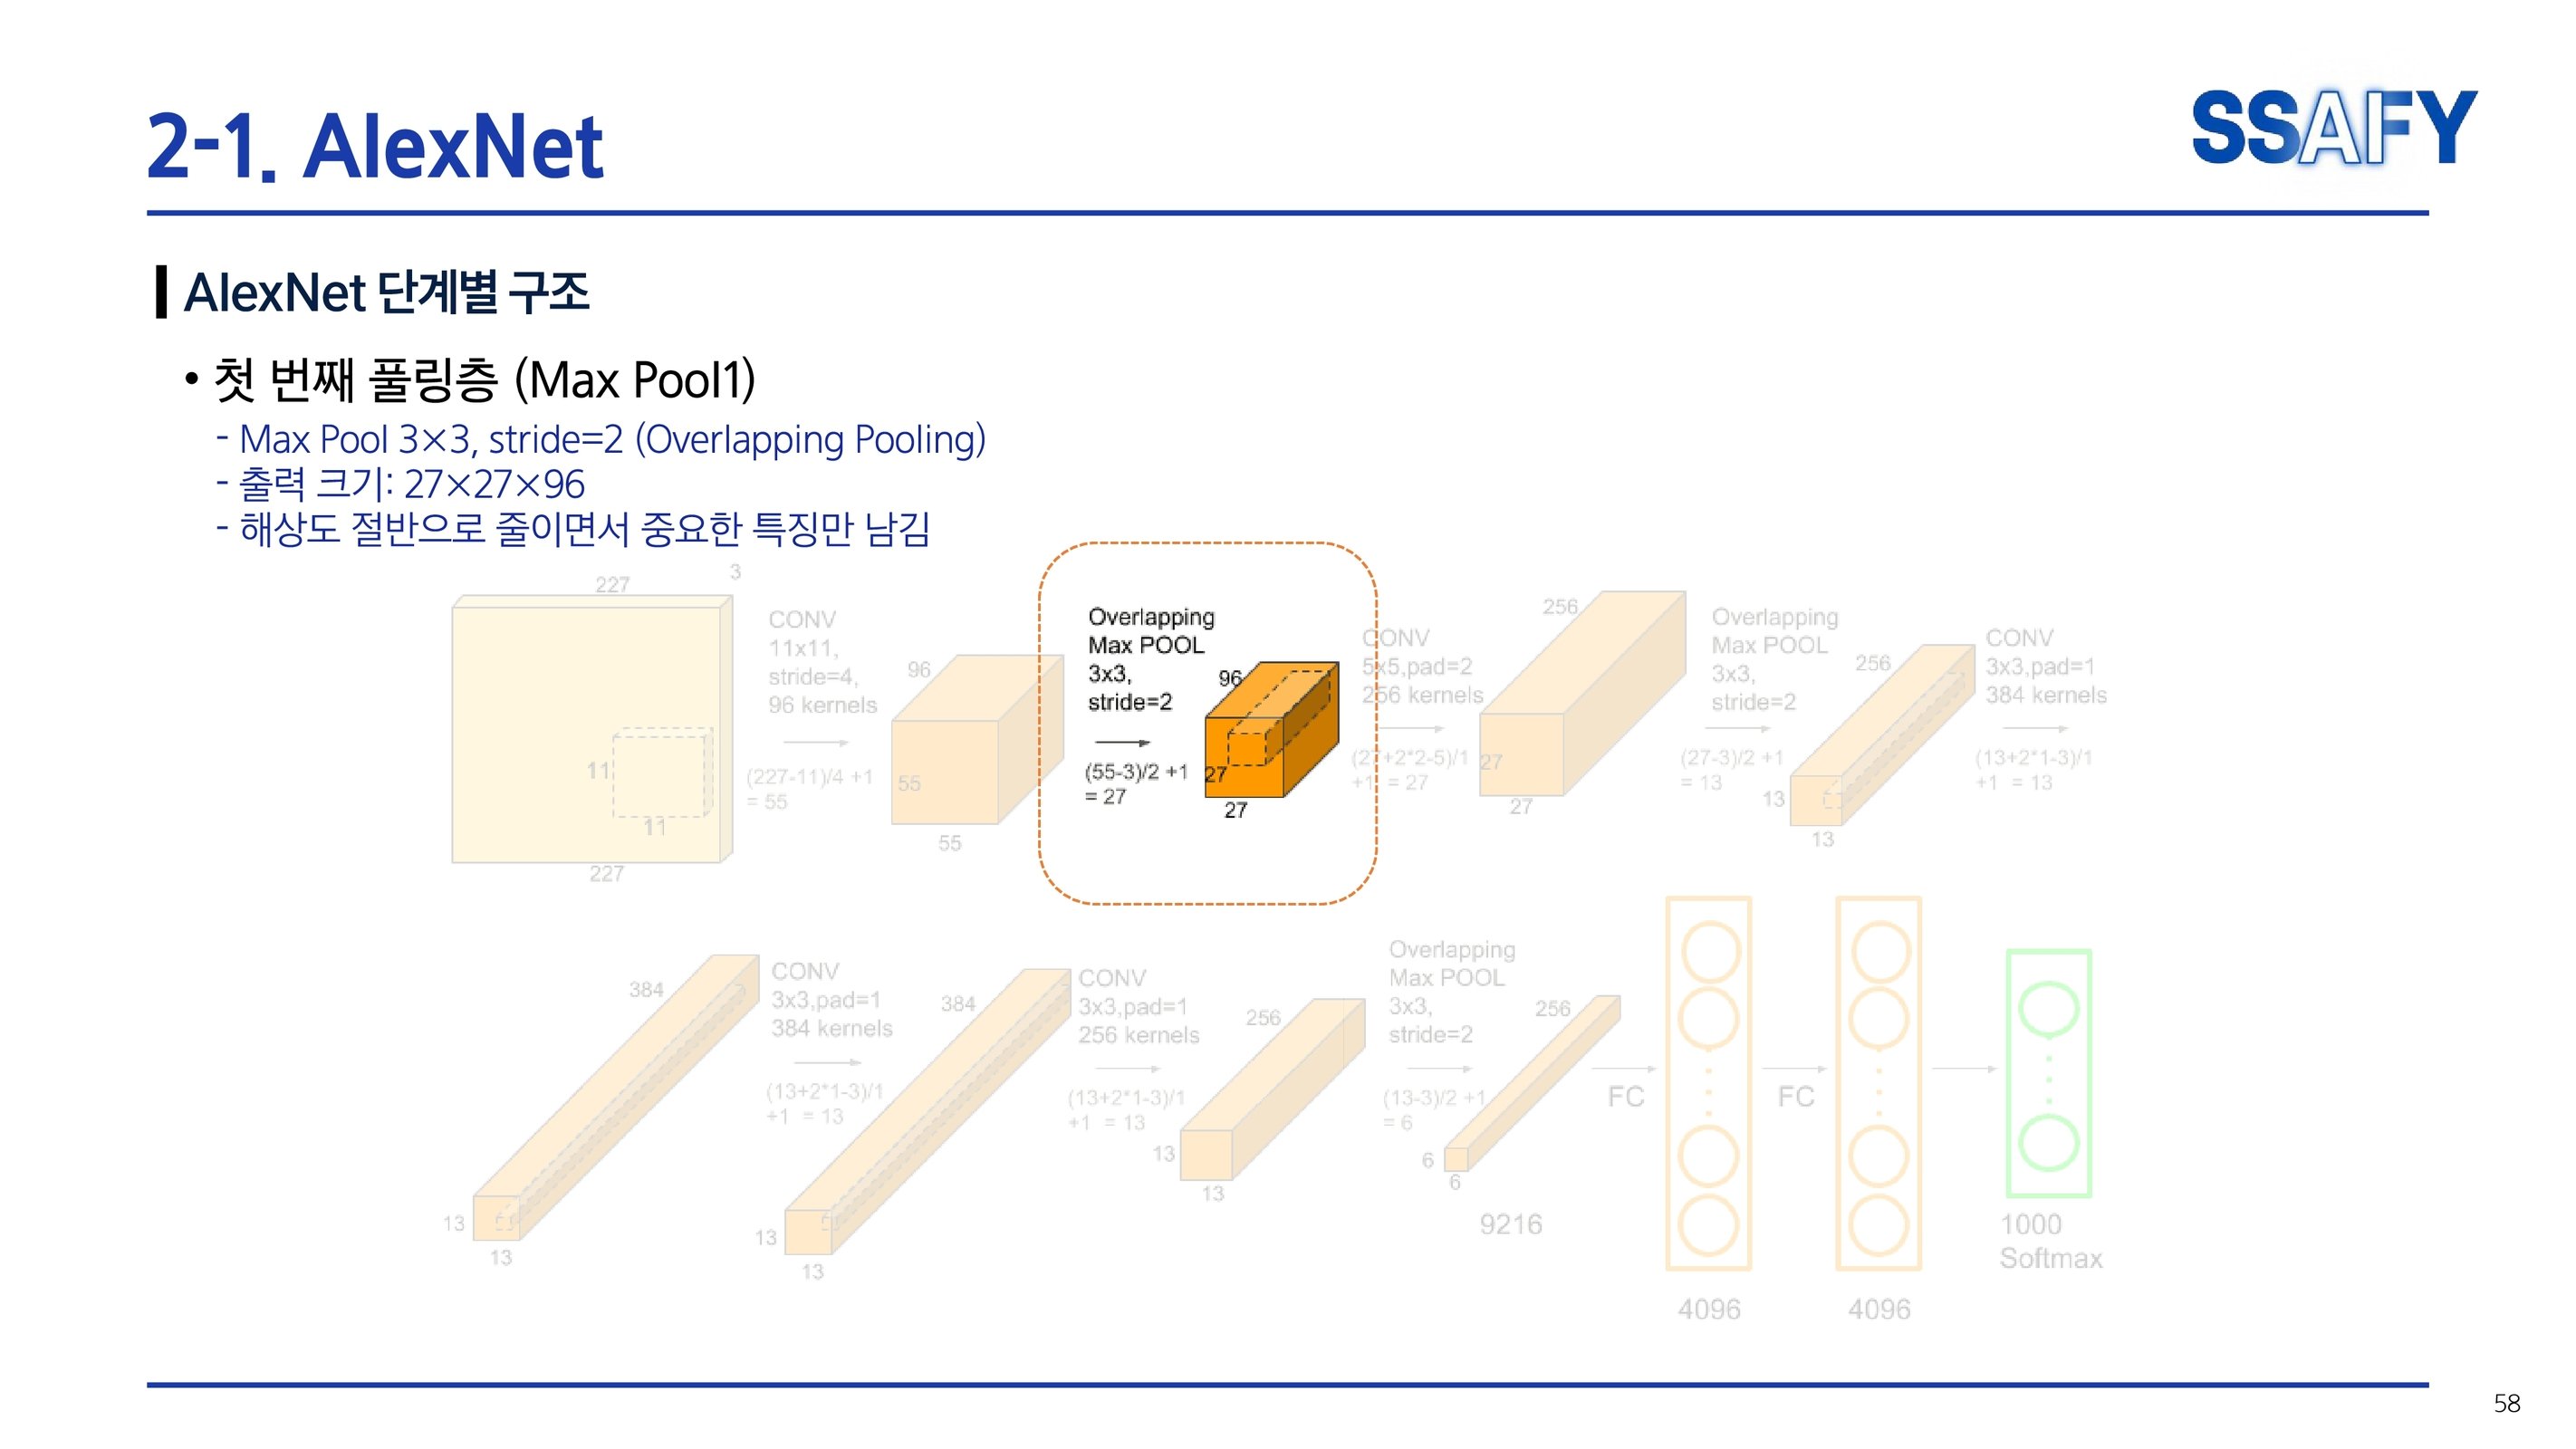 2-1. AlexNet
SSAFY
AlexNet 단계별 구조
• 첫 번째 풀링층 (Max Pool1)
- Max Pool 3×3, stride=2 (Overlapping Pooling)
- 출력 크기: 27×27×96
- 해상도 절반으로 줄이면서 중요한 특징만 남김
227
3
11
11
227
CONV
11x11,
stride=4,
96 kernels
(227-11)/4 +1
= 55
96
55
55
Overlapping
Max POOL
3x3,
stride=2
(55-3)/2 +1
= 27
96
27
27
CONV
5x5,pad=2
256 kernels
(27+2*2-5)/1
+1 = 27
256
27
27
Overlapping
Max POOL
3x3,
stride=2
(27-3)/2 +1
= 13
256
13
13
CONV
3x3,pad=1
384 kernels
(13+2*1-3)/1
+1 = 13
384
13
13
CONV
3x3,pad=1
384 kernels
(13+2*1-3)/1
+1 = 13
384
13
13
CONV
3x3,pad=1
256 kernels
(13+2*1-3)/1
+1 = 13
256
13
13
Overlapping
Max POOL
3x3,
stride=2
(13-3)/2 +1
= 6
256
6
6
9216
FC
4096
FC
4096
1000
Softmax
58